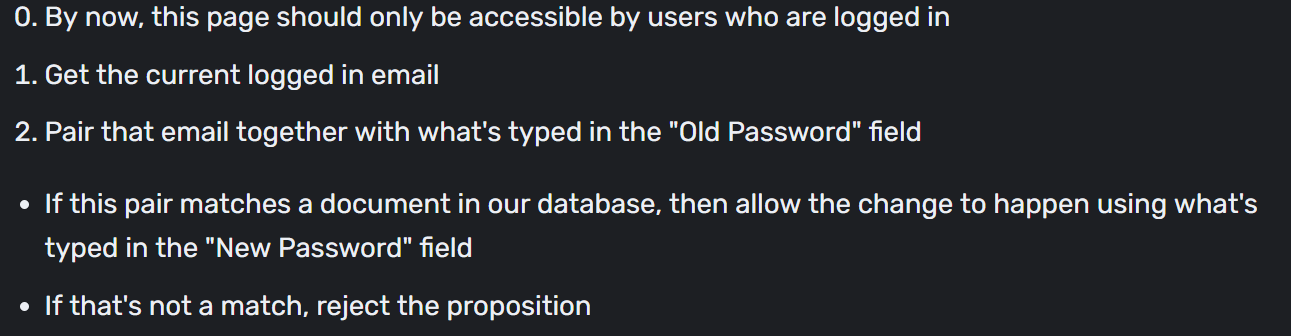 0. By now, this page should only be accessible by users who are logged in
1. Get the current logged in email
2. Pair that email together with what's typed in the "Old Password" field
• If this pair matches a document in our database, then allow the change to happen using what's
typed in the "New Password" field
• If that's not a match, reject the proposition